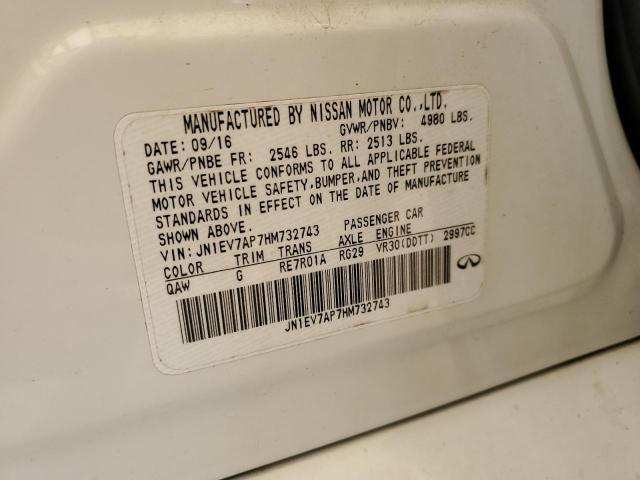 MANUFACTURED BY NISSAN MOTOR CO.,LTD.
DATE: 09/16 GVWR/PNBV: 4980 LBS.
GAWR/PNBE FR: 2546 LBS. RR: 2513 LBS.
THIS VEHICLE CONFORMS TO ALL APPLICABLE FEDERAL
MOTOR VEHICLE SAFETY,BUMPER,AND THEFT PREVENTION
STANDARDS IN EFFECT ON THE DATE OF MANUFACTURE
SHOWN ABOVE.
VIN:JN1EV7AP7HM732743 PASSENGER CAR
COLOR TRIM TRANS AXLE ENGINE
QAW G RE7R01A RG29 VR30(DDTT) 2997CC
JN1EV7AP7HM732743